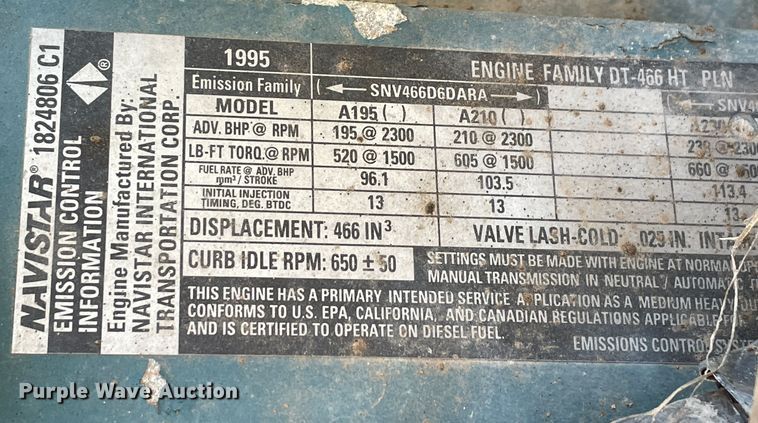 NAVISTAR® 1824806 C1
EMISSION CONTROL
INFORMATION
Engine Manufactured By:
NAVISTAR INTERNATIONAL
TRANSPORTATION CORP.
1995 ENGINE FAMILY DT-466 HT PLN
Emission Family SNV466D6DARA
MODEL A195 ( ) A210 ( )
ADV. BHP @ RPM 195 @ 2300 210 @ 2300
LB-FT TORQ. @ RPM 520 @ 1500 605 @ 1500 660 @
FUEL RATE @ ADV. BHP
mm³ / STROKE 96.1 103.5 113.4
INITIAL INJECTION
TIMING, DEG. BTDC 13 13 13
DISPLACEMENT: 466 IN³ VALVE LASH-COLD .025 IN.
CURB IDLE RPM: 650 ± 50
SETTINGS MUST BE MADE WITH ENGINE AT NORMAL
MANUAL TRANSMISSION IN NEUTRAL / AUTOMATIC
THIS ENGINE HAS A PRIMARY INTENDED SERVICE APPLICATION AS A MEDIUM HEAVY
CONFORMS TO U.S. EPA, CALIFORNIA, AND CANADIAN REGULATIONS APPLICABLE
AND IS CERTIFIED TO OPERATE ON DIESEL FUEL.
EMISSIONS CONTROL
Purple Wave Auction